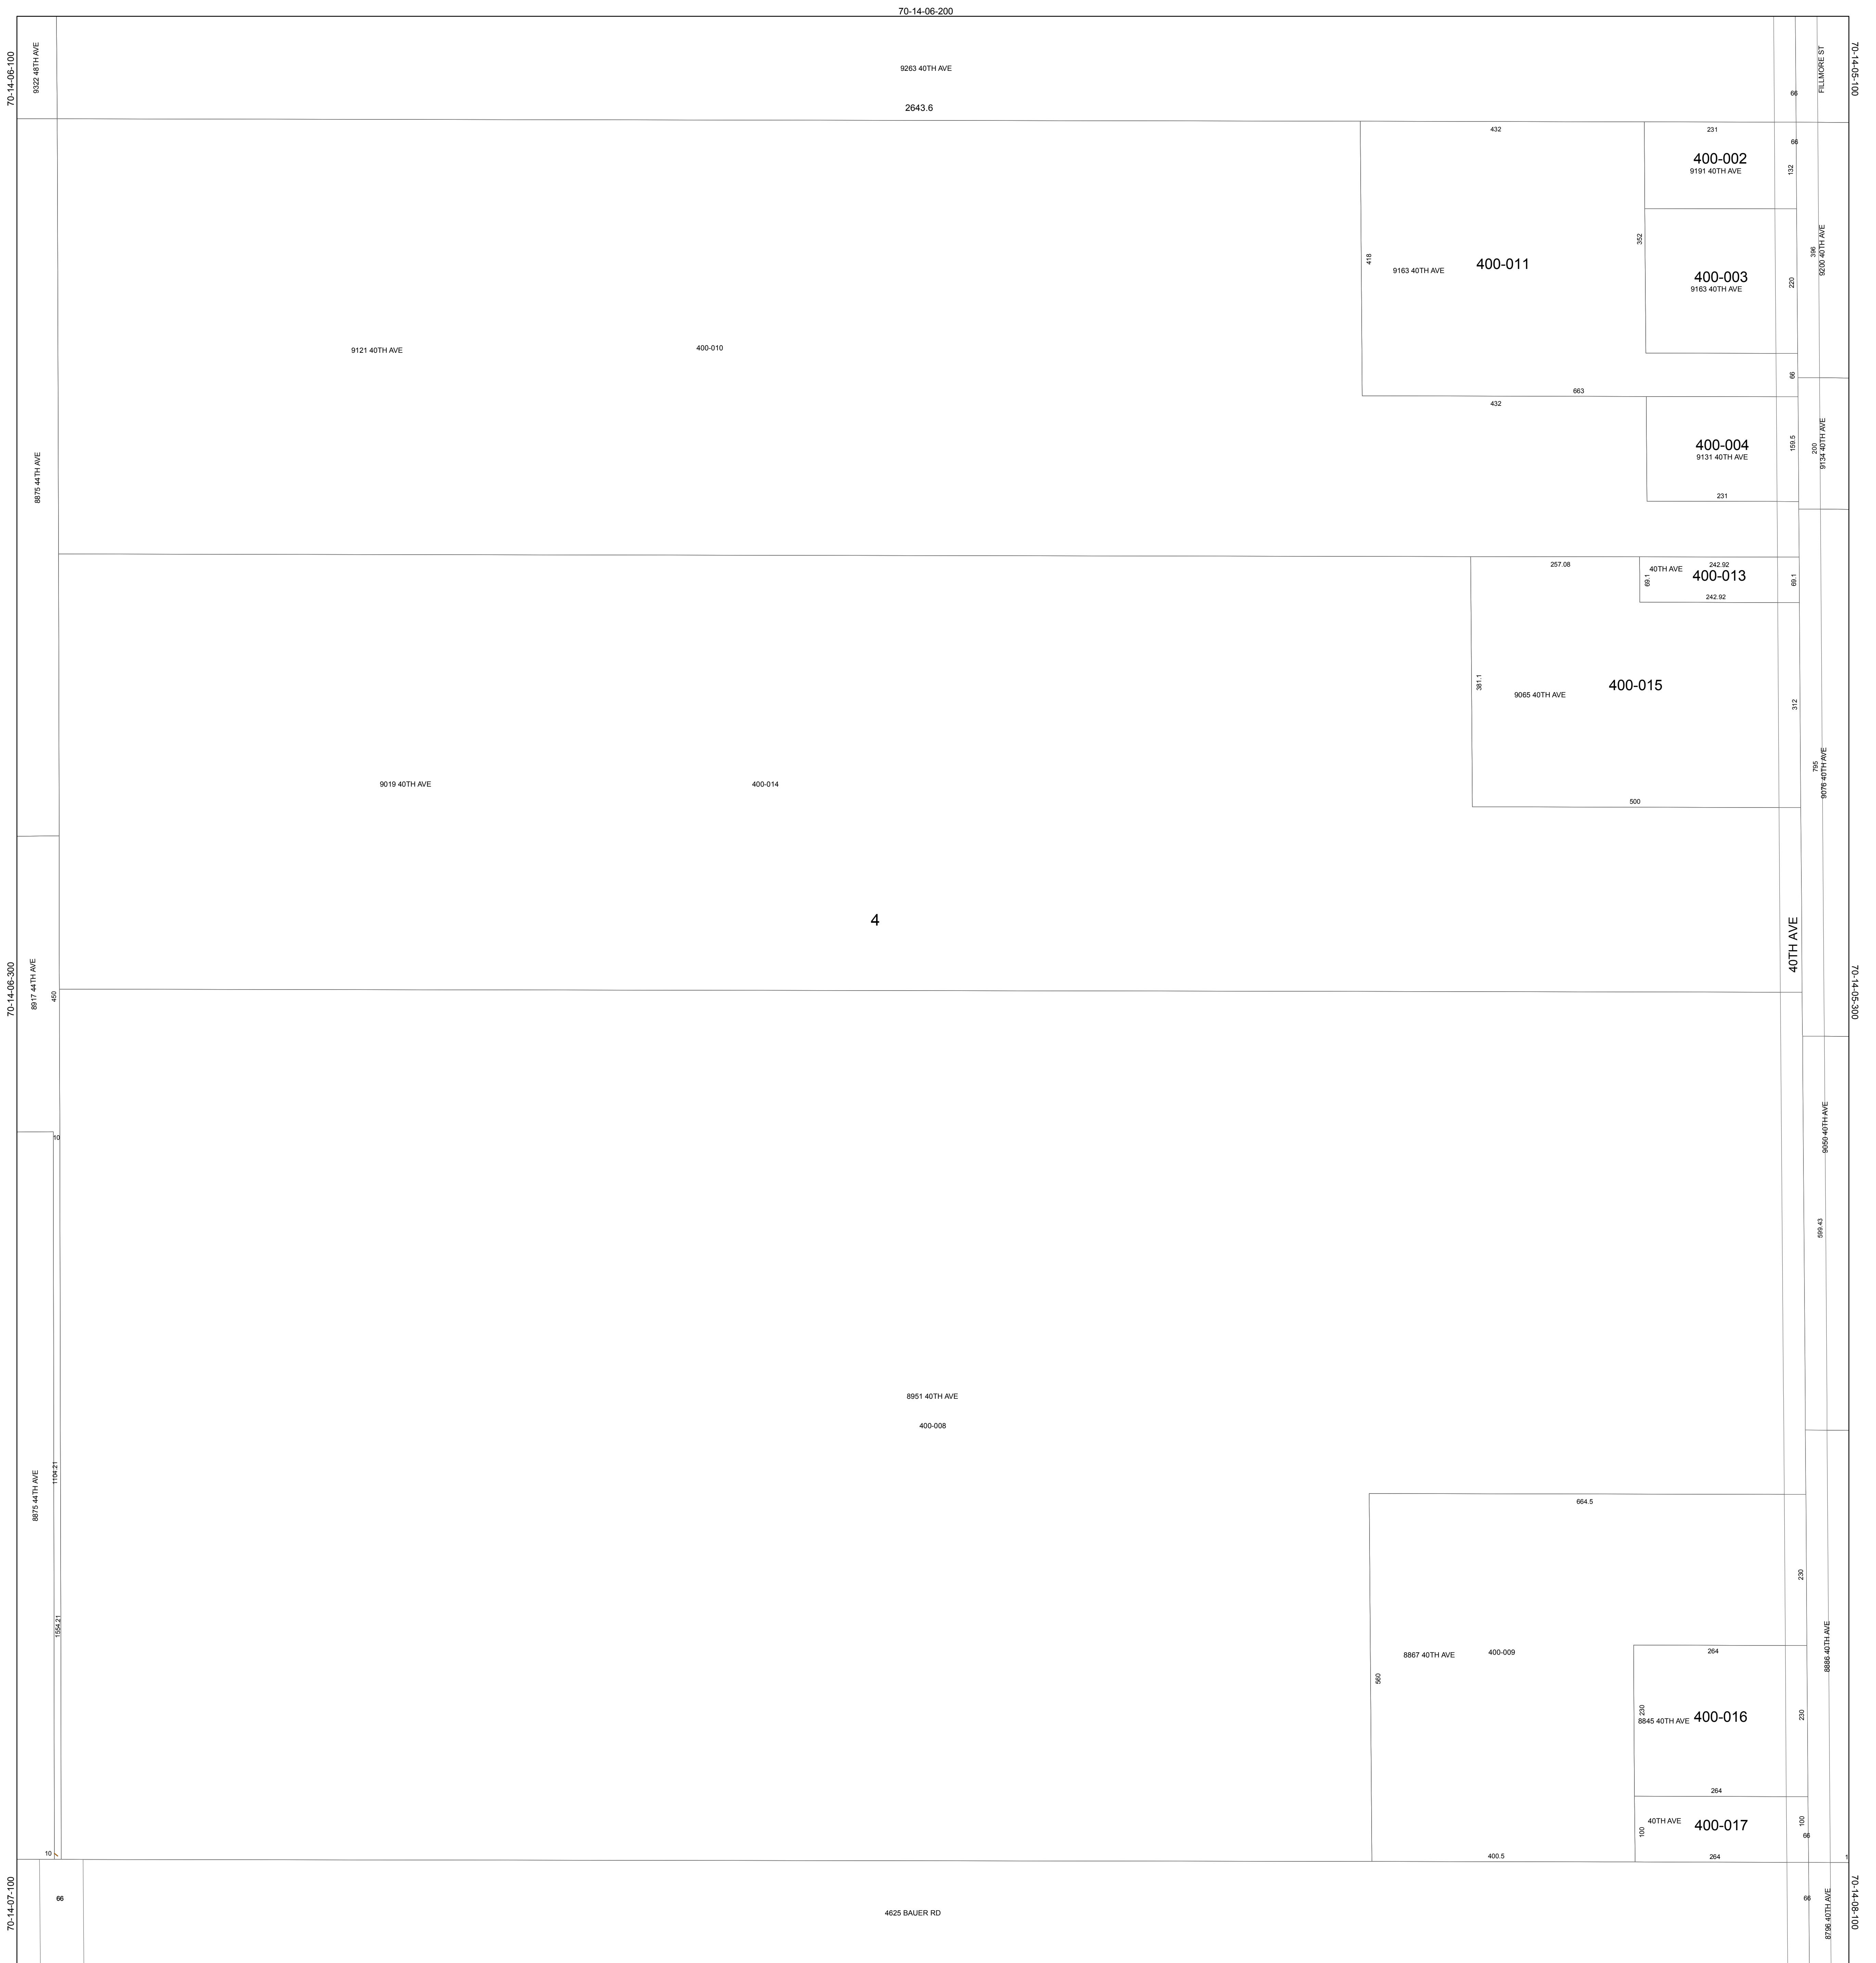 70-14-06-200
70-14-06-100
9322 48TH AVE
9263 40TH AVE
2643.6
66
FILLMORE ST
70-14-05-100
432
231
66
400-002
9191 40TH AVE
132
352
418
9163 40TH AVE
400-011
400-003
9163 40TH AVE
220
396
9200 40TH AVE
9121 40TH AVE
400-010
66
663
432
400-004
9131 40TH AVE
159.5
200
9134 40TH AVE
231
8875 44TH AVE
257.08
40TH AVE
242.92
400-013
69.1
69.1
242.92
381.1
9065 40TH AVE
400-015
312
500
9019 40TH AVE
400-014
795
9076 40TH AVE
4
40TH AVE
70-14-06-300
8917 44TH AVE
450
70-14-05-300
10
9050 40TH AVE
599.43
8951 40TH AVE
400-008
8875 44TH AVE
1104.21
1554.21
664.5
230
560
8867 40TH AVE
400-009
264
230
8845 40TH AVE
400-016
230
8886 40TH AVE
264
100
40TH AVE
400-017
100
66
10
400.5
264
1
70-14-07-100
66
4625 BAUER RD
66
8796 40TH AVE
70-14-08-100